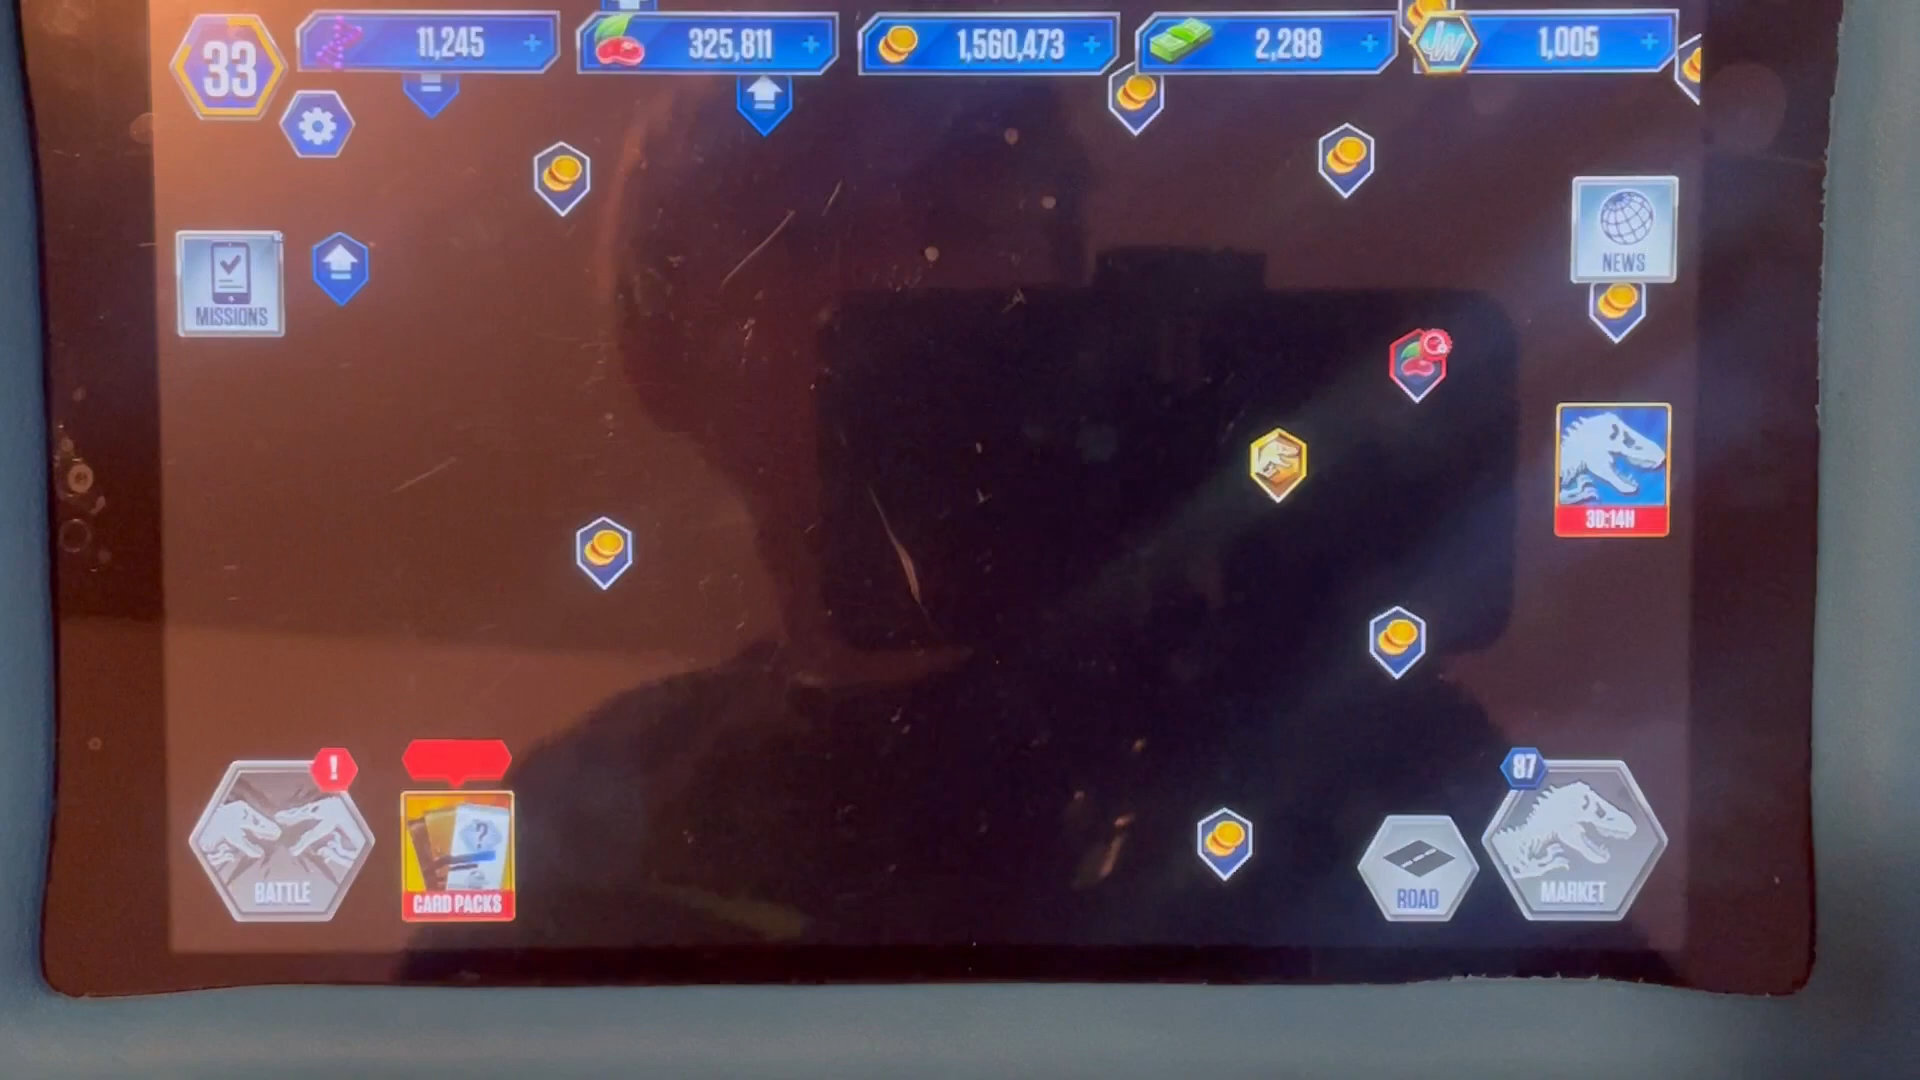 33
11,245
325,811
1,560,473
2,288
JW
1,005
NEWS
MISSIONS
3D:14H
!
87
?
BATTLE
CARD PACKS
ROAD
MARKET